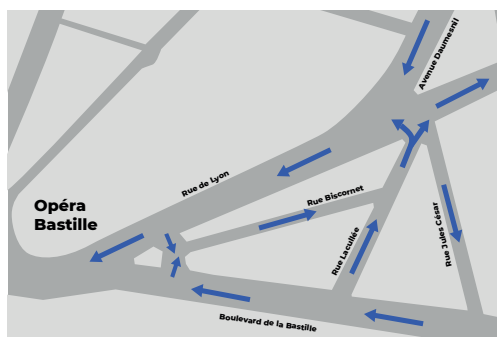 Avenue Daumesnil
Rue de Lyon
Rue Biscornet
Opéra
Bastille
Rue Jules César
Rue Lacuée
Boulevard de la Bastille